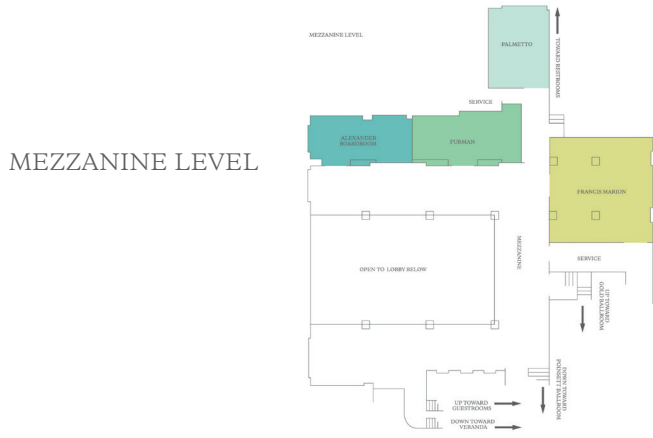 MEZZANINE LEVEL
MEZZANINE LEVEL
PALMETTO
TOWARD RESTROOMS
SERVICE
ALEXANDER
BOARDROOM
FURMAN
FRANCIS MARION
MEZZANINE
SERVICE
OPEN TO LOBBY BELOW
UP TOWARD
GOLD BALLROOM
DOWN TOWARD
POINSETT BALLROOM
UP TOWARD
GUESTROOMS
DOWN TOWARD
VERANDA